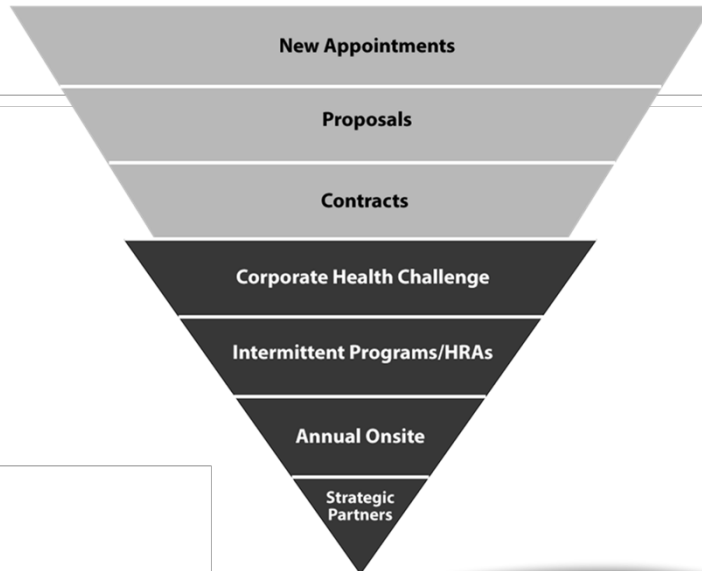 New Appointments
Proposals
Contracts
Corporate Health Challenge
Intermittent Programs/HRAs
Annual Onsite
Strategic
Partners